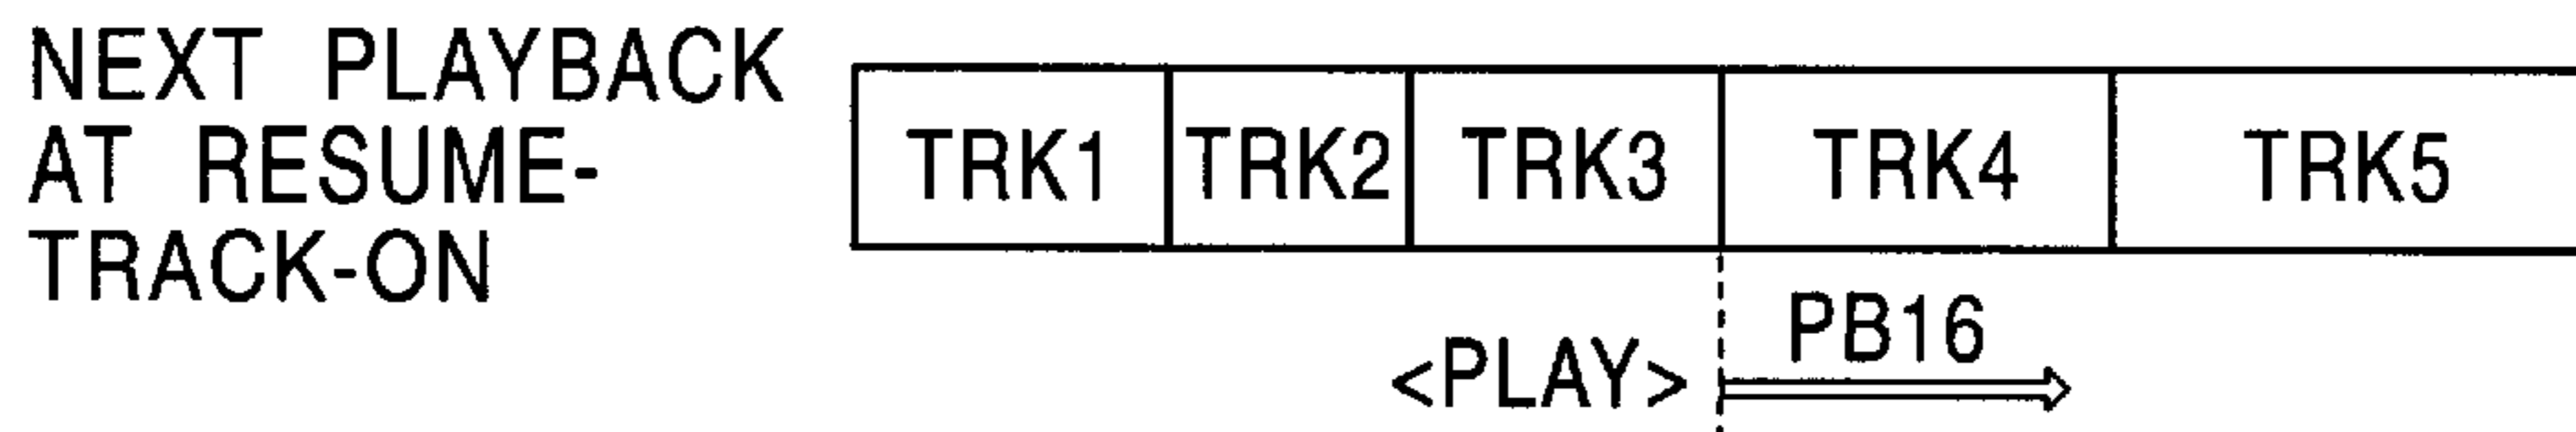 NEXT PLAYBACK
AT RESUME-
TRACK-ON
TRK1 TRK2 TRK3 TRK4 TRK5
PB16
<PLAY>